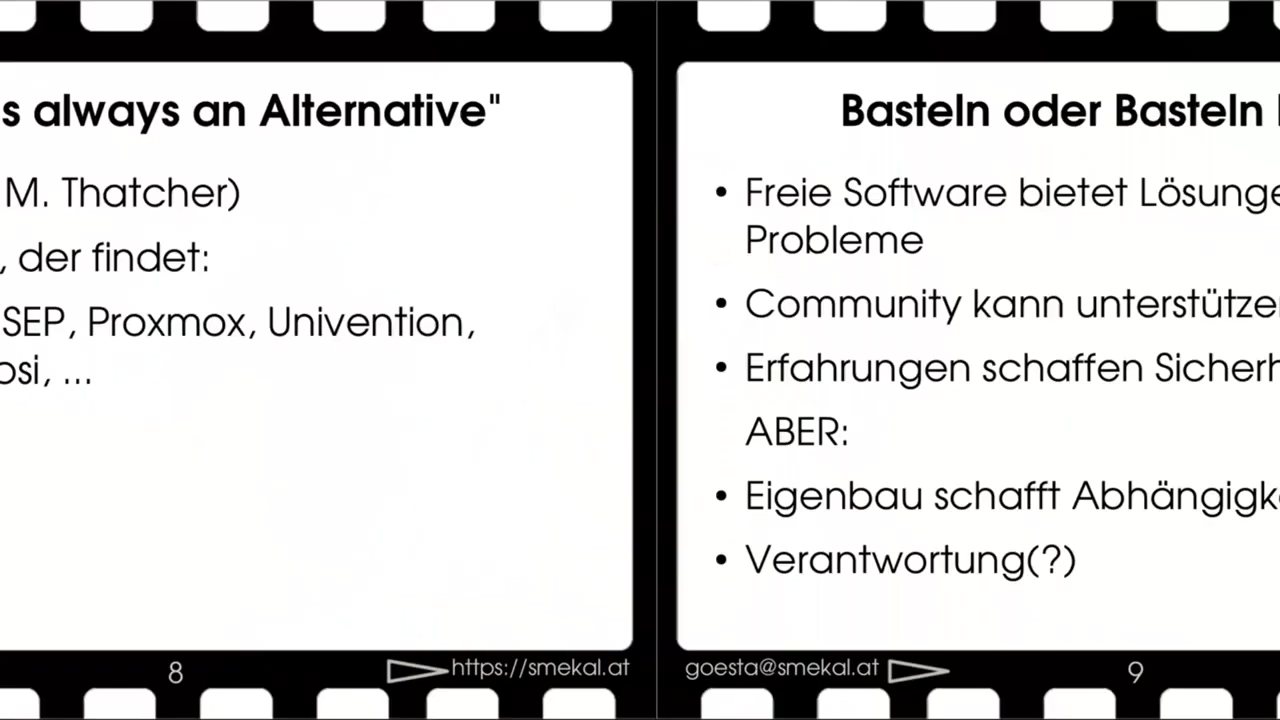 s always an Alternative"
M. Thatcher)
, der findet:
SEP, Proxmox, Univention,
osi, ...
8
https://smekal.at
Basteln oder Basteln
• Freie Software bietet Lösunge
Probleme
• Community kann unterstütze
• Erfahrungen schaffen Sicherh
ABER:
• Eigenbau schafft Abhängigk
• Verantwortung(?)
goesta@smekal.at
9